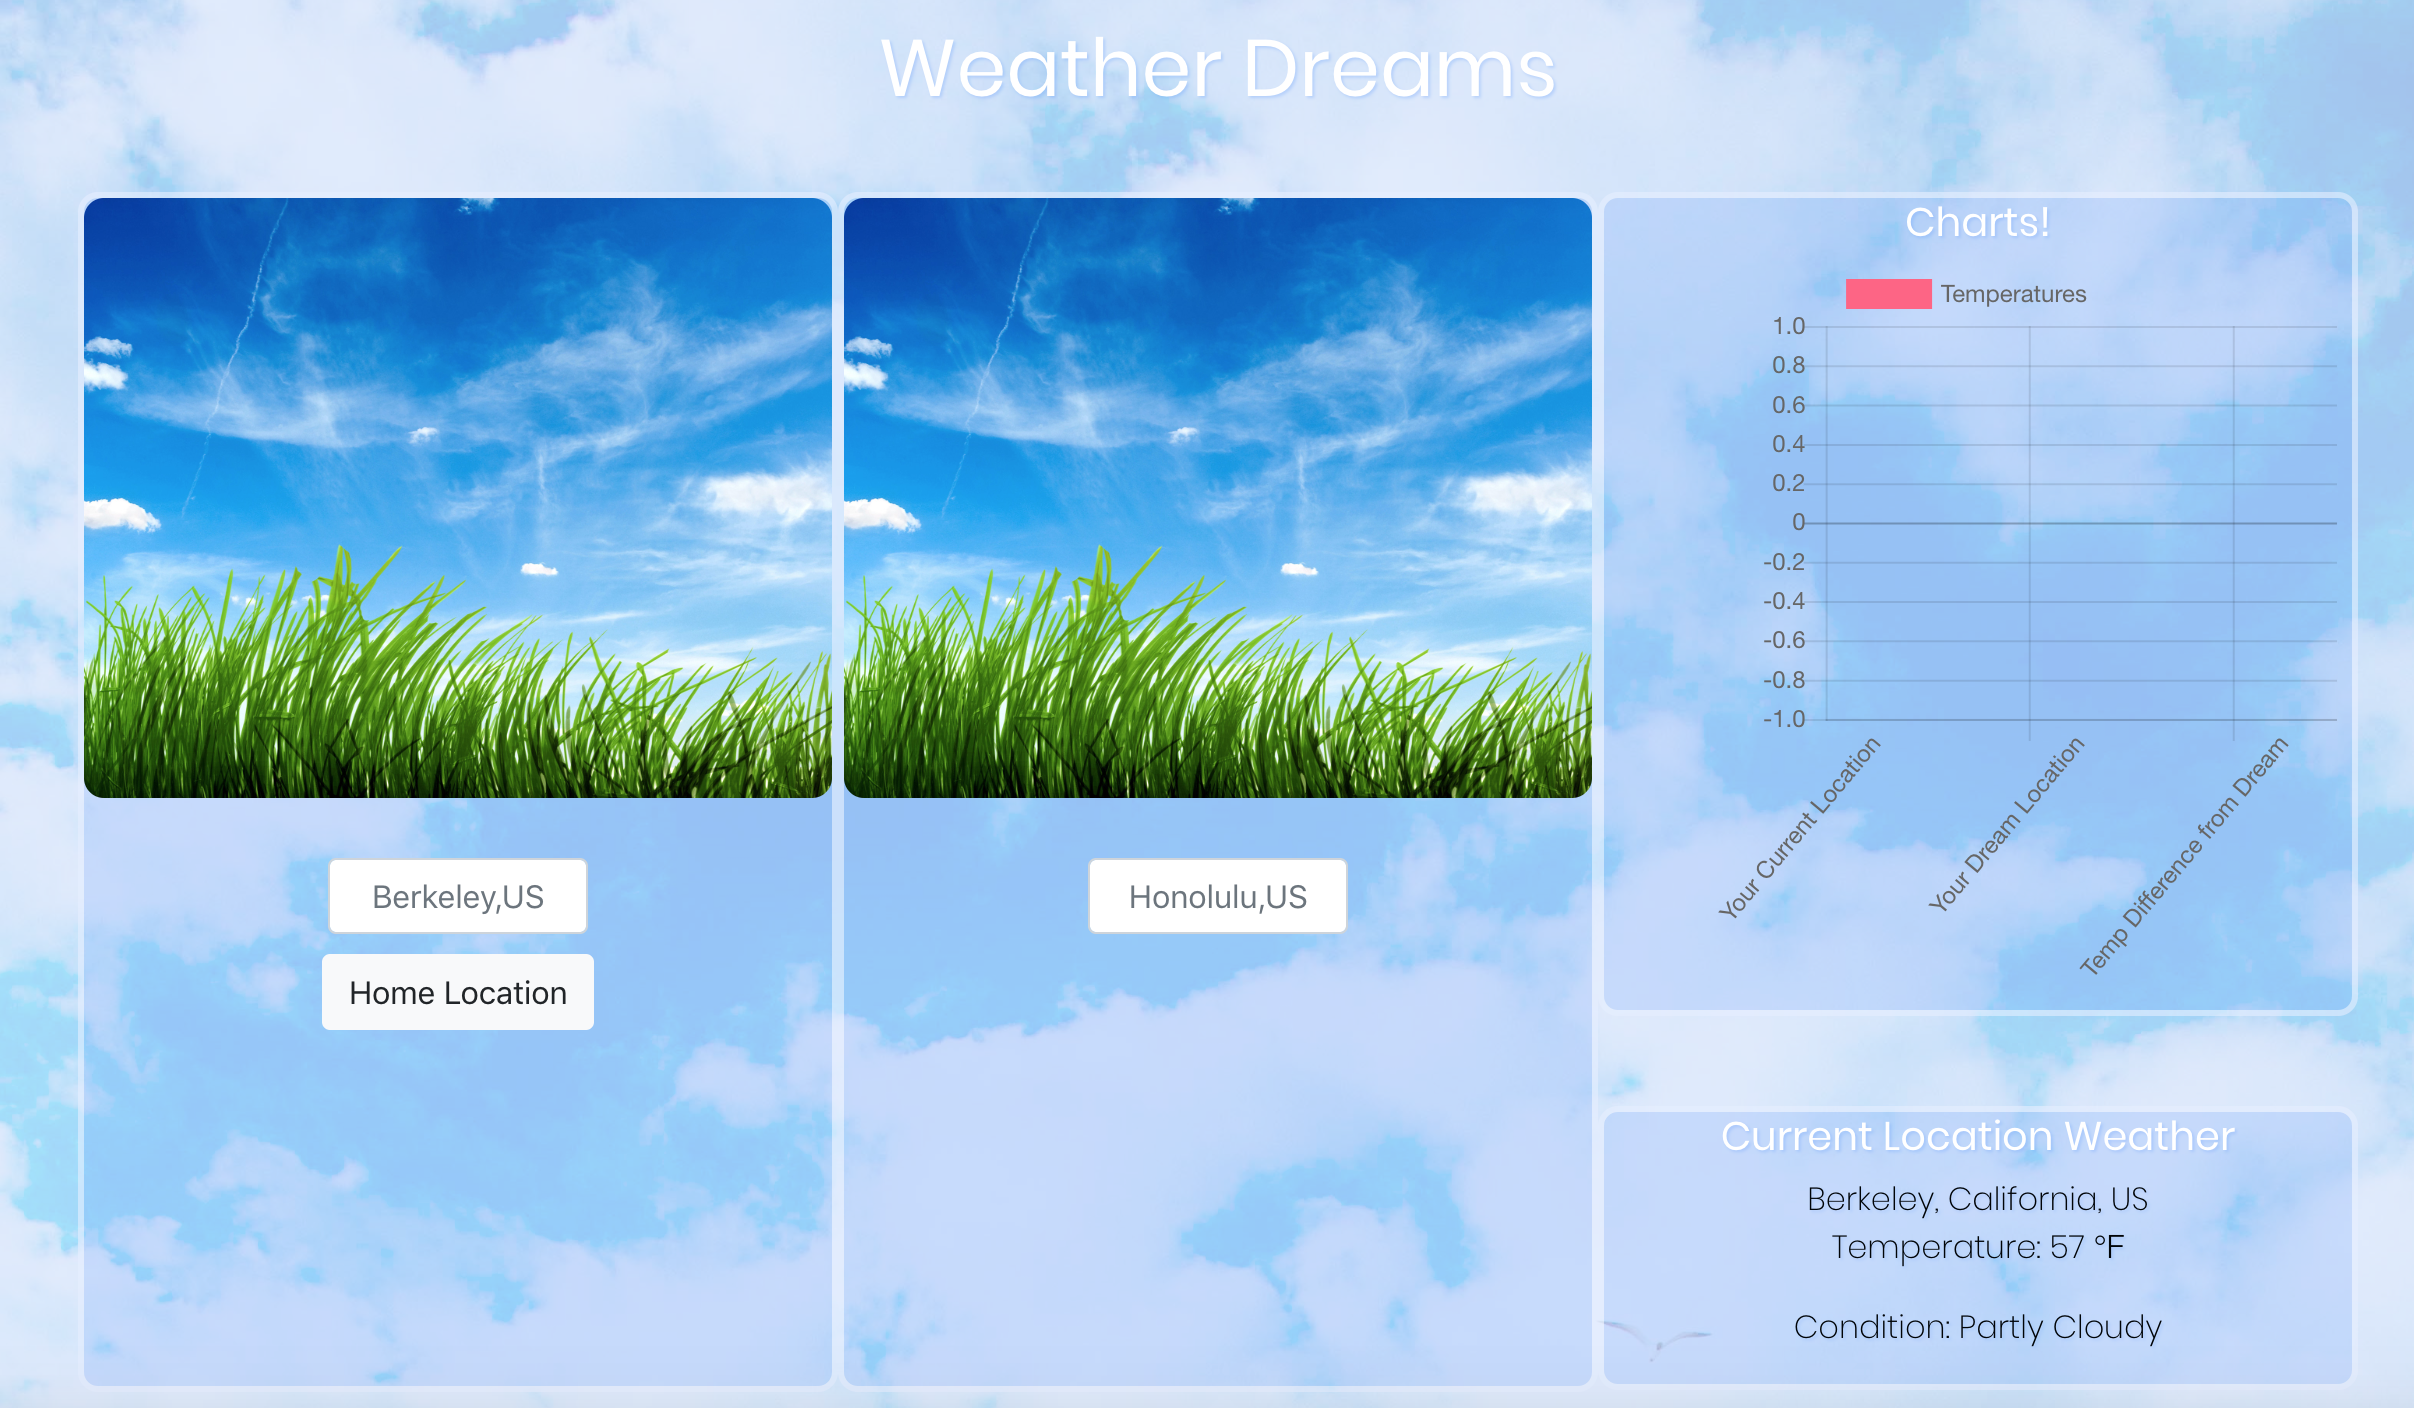 Weather Dreams
Berkeley,US
Home Location
Honolulu,US
Charts!
Temperatures
1.0
0.8
0.6
0.4
0.2
0
-0.2
-0.4
-0.6
-0.8
-1.0
Your Current Location
Your Dream Location
Temp Difference from Dream
Current Location Weather
Berkeley, California, US
Temperature: 57 °F
Condition: Partly Cloudy